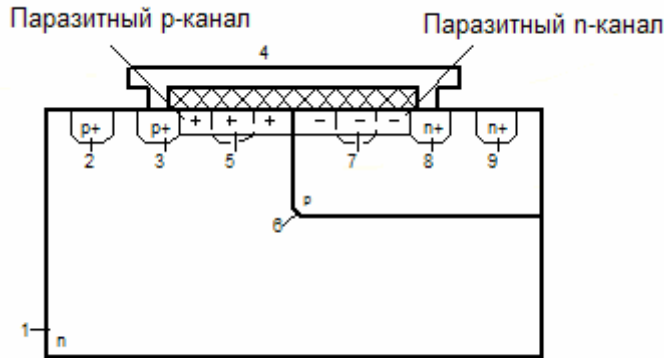 Паразитный р-канал
Паразитный n-канал
4
p+ p+ + + + − − − n+ n+
2 3 5 7 8 9
p
6
1
n